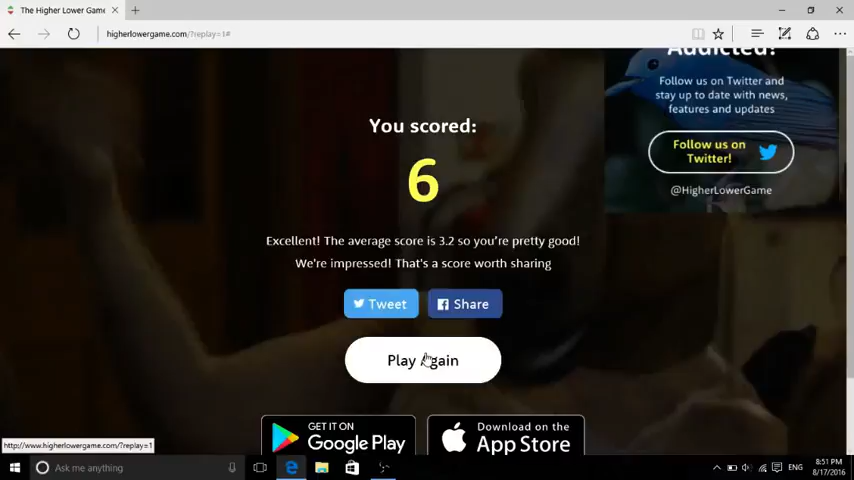 The Higher Lower Game
higherlowergame.com/?replay=1#
Addicted?
Follow us on Twitter and
stay up to date with news,
features and updates
Follow us on
Twitter!
@HigherLowerGame
You scored:
6
Excellent! The average score is 3.2 so you're pretty good!
We're impressed! That's a score worth sharing
Tweet
Share
Play Again
GET IT ON
Google Play
Download on the
App Store
http://www.higherlowergame.com/?replay=1
Ask me anything
ENG
8:51 PM
8/17/2016